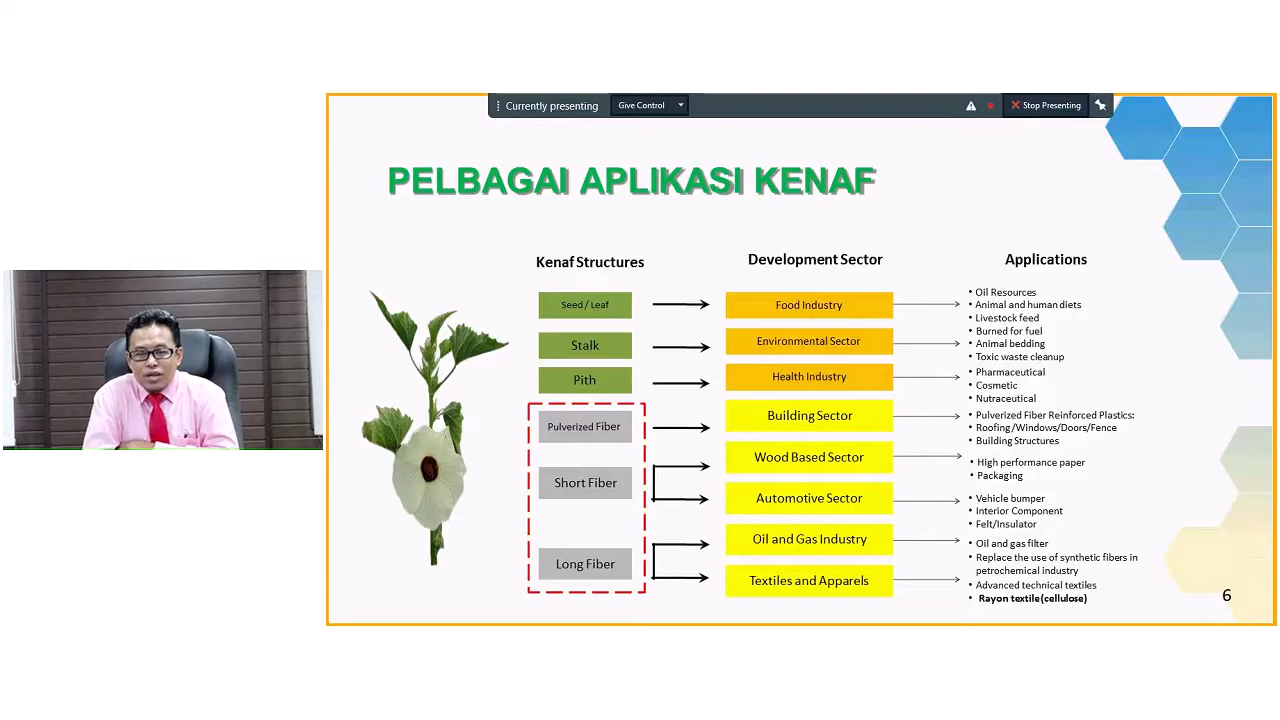 Currently presenting
Give Control
Stop Presenting
PELBAGAI APLIKASI KENAF
Kenaf Structures
Development Sector
Applications
Seed / Leaf
Food Industry
• Oil Resources
• Animal and human diets
• Livestock feed
Stalk
Environmental Sector
• Burned for fuel
• Animal bedding
• Toxic waste cleanup
Pith
Health Industry
• Pharmaceutical
• Cosmetic
• Nutraceutical
Pulverized Fiber
Building Sector
• Pulverized Fiber Reinforced Plastics:
• Roofing/Windows/Doors/Fence
• Building Structures
Short Fiber
Wood Based Sector
• High performance paper
• Packaging
Automotive Sector
• Vehicle bumper
• Interior Component
• Felt/Insulator
Long Fiber
Oil and Gas Industry
• Oil and gas filter
• Replace the use of synthetic fibers in
petrochemical industry
Textiles and Apparels
• Advanced technical textiles
• Rayon textile(cellulose)
6